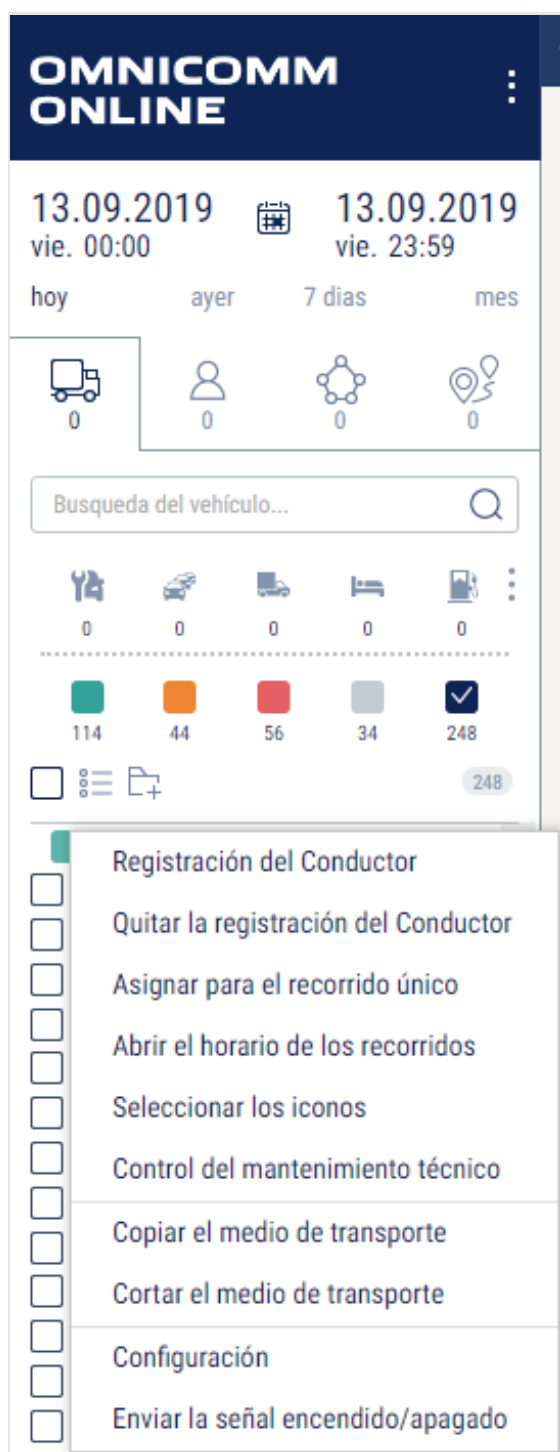 OMNICOMM
ONLINE
13.09.2019 13.09.2019
vie. 00:00 vie. 23:59
hoy ayer 7 dias mes
0 0 0 0
Busqueda del vehículo...
0 0 0 0 0
114 44 56 34 248
248
Registración del Conductor
Quitar la registración del Conductor
Asignar para el recorrido único
Abrir el horario de los recorridos
Seleccionar los iconos
Control del mantenimiento técnico
Copiar el medio de transporte
Cortar el medio de transporte
Configuración
Enviar la señal encendido/apagado